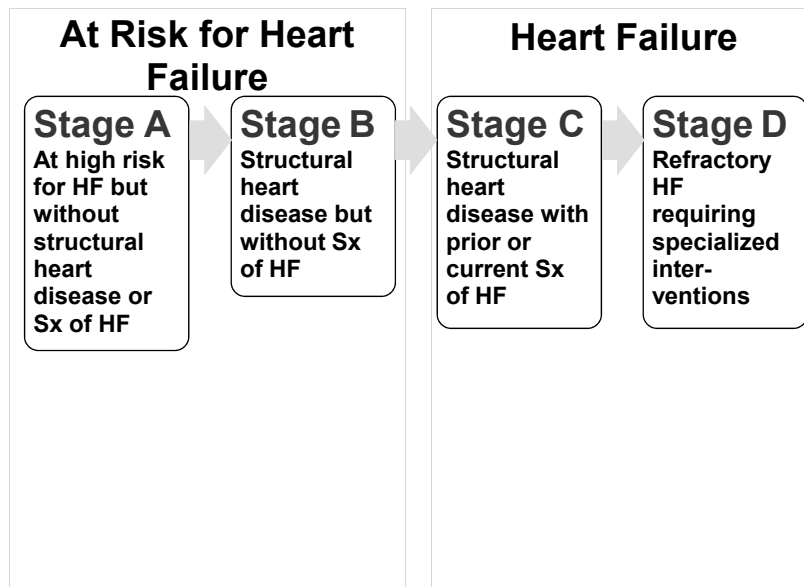 At Risk for Heart
Failure
Heart Failure
Stage A
At high risk
for HF but
without
structural
heart
disease or
Sx of HF
Stage B
Structural
heart
disease but
without Sx
of HF
Stage C
Structural
heart
disease with
prior or
current Sx
of HF
Stage D
Refractory
HF
requiring
specialized
inter-
ventions